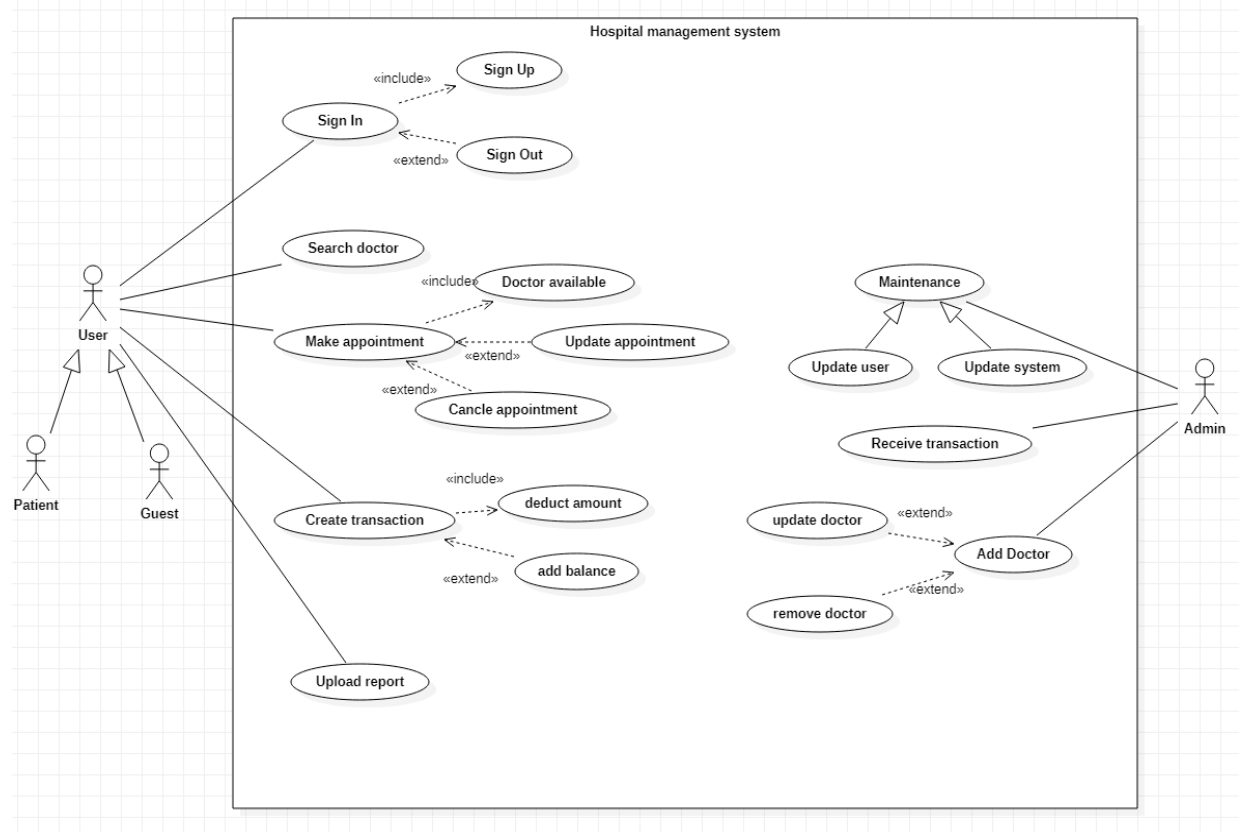 Hospital management system
Sign Up
«include»
Sign In
Sign Out
«extend»
Search doctor
«include»
Doctor available
Make appointment
Update appointment
«extend»
«extend»
Cancle appointment
User
Patient
Guest
«include»
deduct amount
Create transaction
add balance
«extend»
Upload report
Maintenance
Update user
Update system
Receive transaction
Admin
update doctor
«extend»
Add Doctor
«extend»
remove doctor